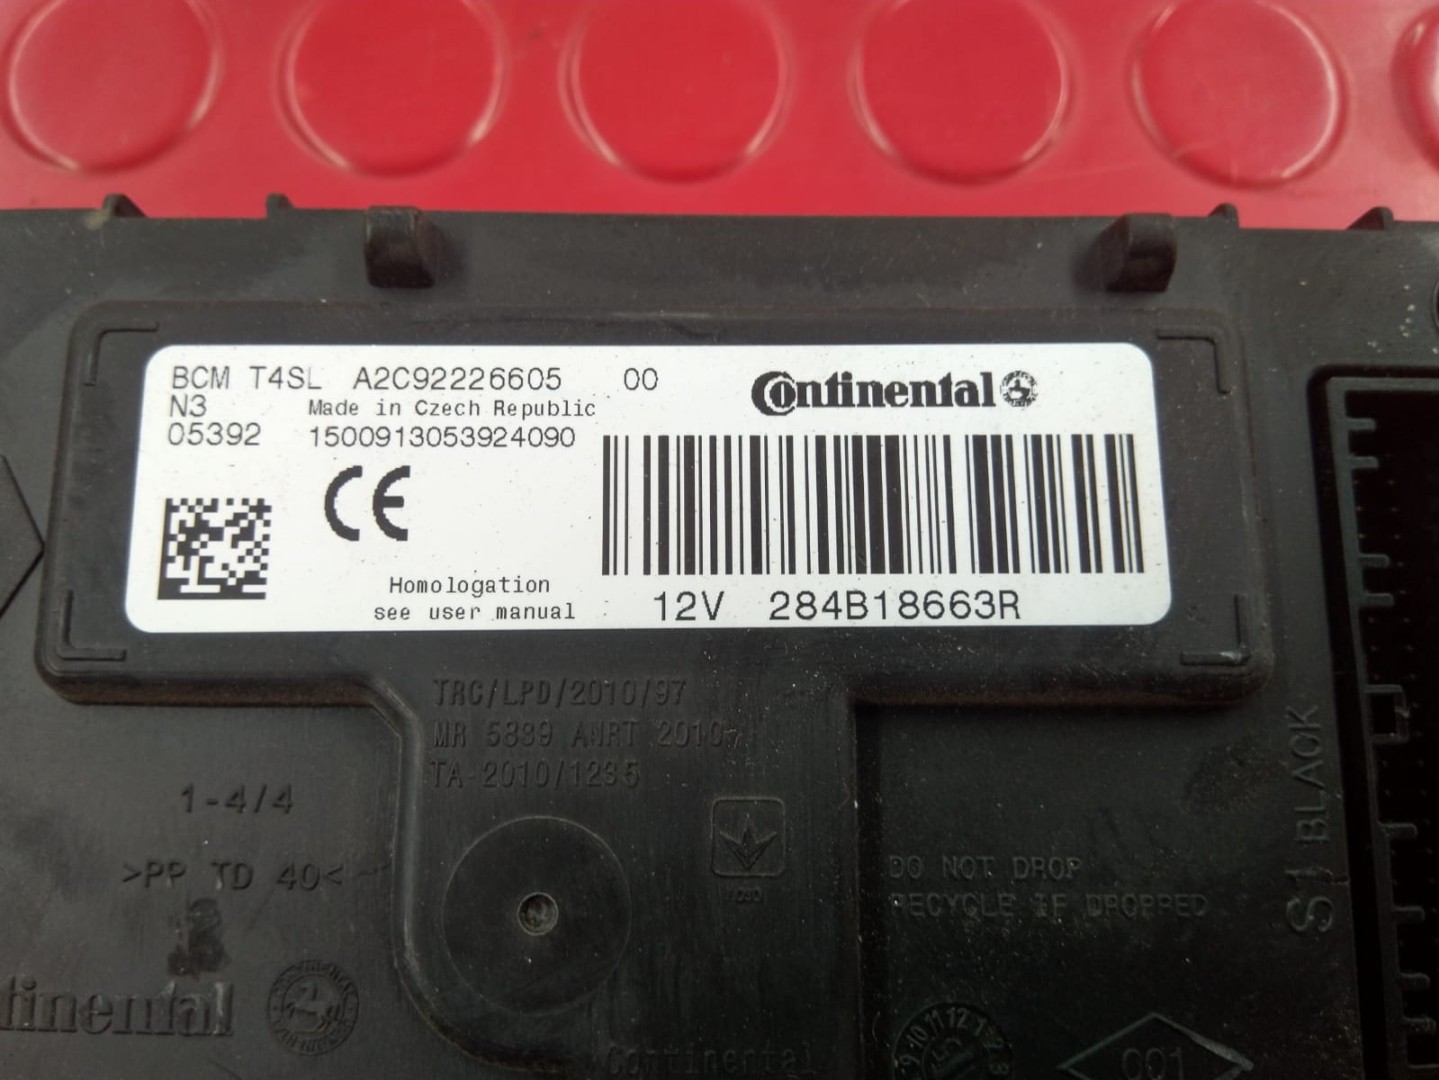 BCM T4SL A2C92226605 00
Continental
N3 Made in Czech Republic
05392 1500913053924090
CE
Homologation
see user manual
12V 284B18663R
TRC/LPD/2010/97
MR 5839 ANRT 2010
TA-2010/1235
1-4/4
>PP TD 40<
DO NOT DROP
RECYCLE IF DROPPED
S1 BLACK
tinental
Continental
001